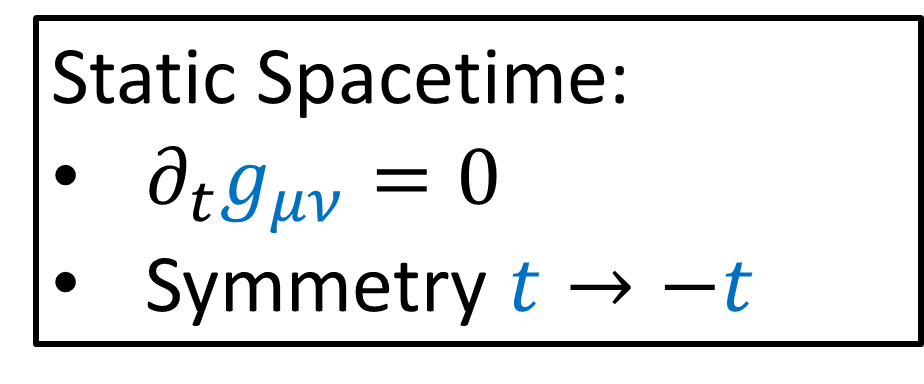 Static Spacetime:
• ∂ₜg_μν = 0
• Symmetry t → −t